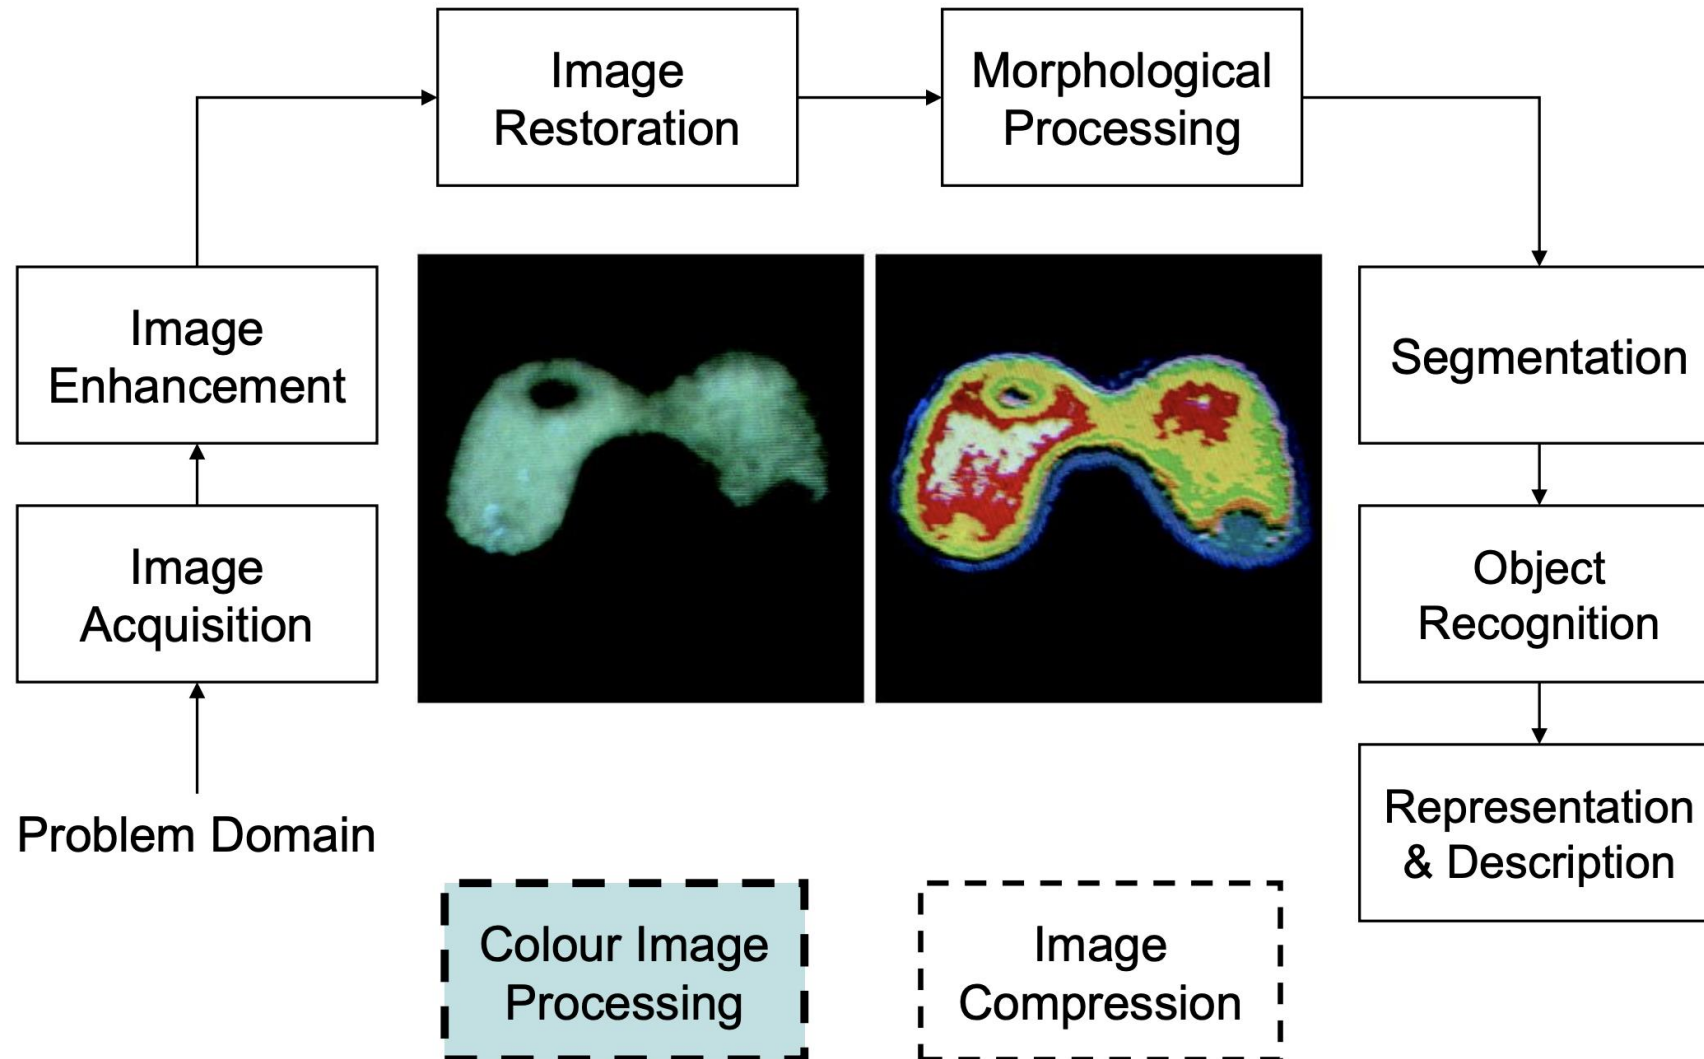 Image
Restoration
Morphological
Processing
Image
Enhancement
Segmentation
Image
Acquisition
Object
Recognition
Problem Domain
Representation
& Description
Colour Image
Processing
Image
Compression